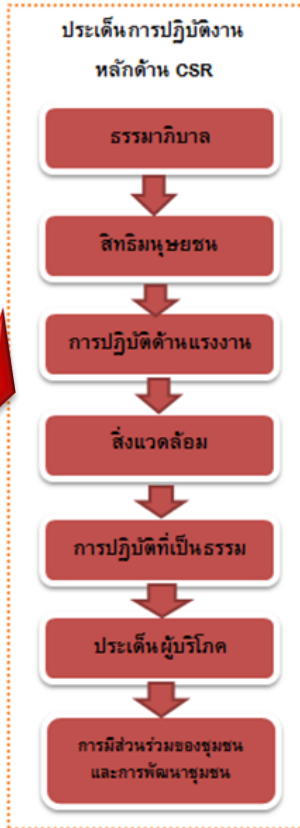 ประเด็นการปฏิบัติงาน
หลักด้าน CSR
ธรรมาภิบาล
สิทธิมนุษยชน
การปฏิบัติด้านแรงงาน
สิ่งแวดล้อม
การปฏิบัติที่เป็นธรรม
ประเด็นผู้บริโภค
การมีส่วนร่วมของชุมชน
และการพัฒนาชุมชน